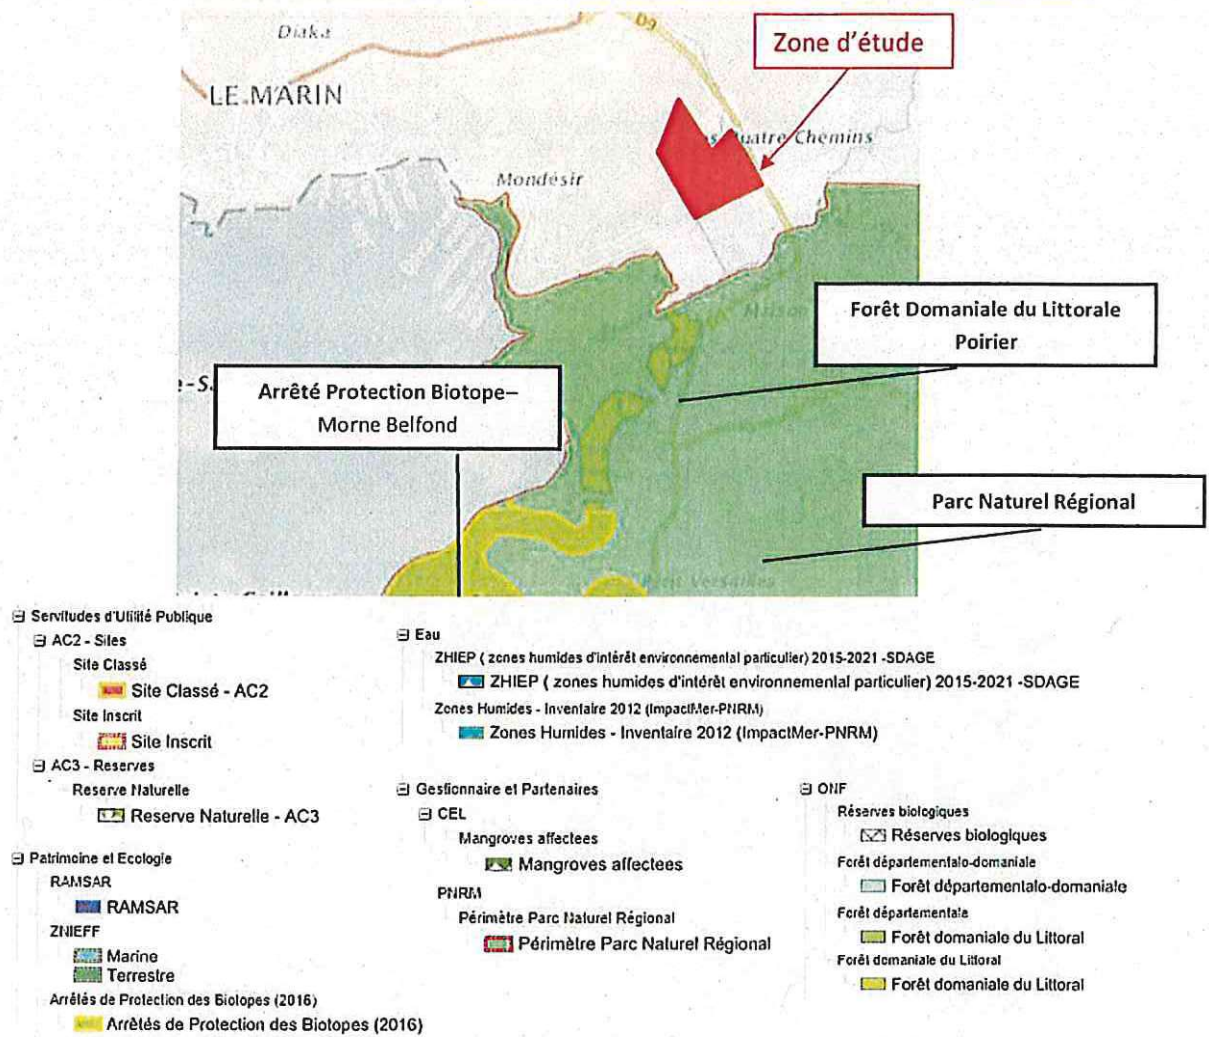 Diaka
D9
Zone d'étude
LE MARIN
Quatre Chemins
Mondésir
Forêt Domaniale du Littorale
Poirier
Arrêté Protection Biotope–
Morne Belfond
Parc Naturel Régional
Petit Versailles
Servitudes d'Utilité Publique
AC2 - Sites
Site Classé
Site Classé - AC2
Site Inscrit
Site Inscrit
AC3 - Reserves
Reserve Naturelle
Reserve Naturelle - AC3
Patrimoine et Ecologie
RAMSAR
RAMSAR
ZNIEFF
Marine
Terrestre
Arrêtés de Protection des Biotopes (2016)
Arrêtés de Protection des Biotopes (2016)
Eau
ZHIEP ( zones humides d'intérêt environnemental particulier) 2015-2021 -SDAGE
ZHIEP ( zones humides d'intérêt environnemental particulier) 2015-2021 -SDAGE
Zones Humides - Inventaire 2012 (ImpactMer-PNRM)
Zones Humides - Inventaire 2012 (ImpactMer-PNRM)
Gestionnaire et Partenaires
CEL
Mangroves affectees
Mangroves affectees
PNRM
Périmètre Parc Naturel Régional
Périmètre Parc Naturel Régional
ONF
Réserves biologiques
Réserves biologiques
Forêt départementalo-domaniale
Forêt départementalo-domaniale
Forêt départementale
Forêt domaniale du Littoral
Forêt domaniale du Littoral
Forêt domaniale du Littoral